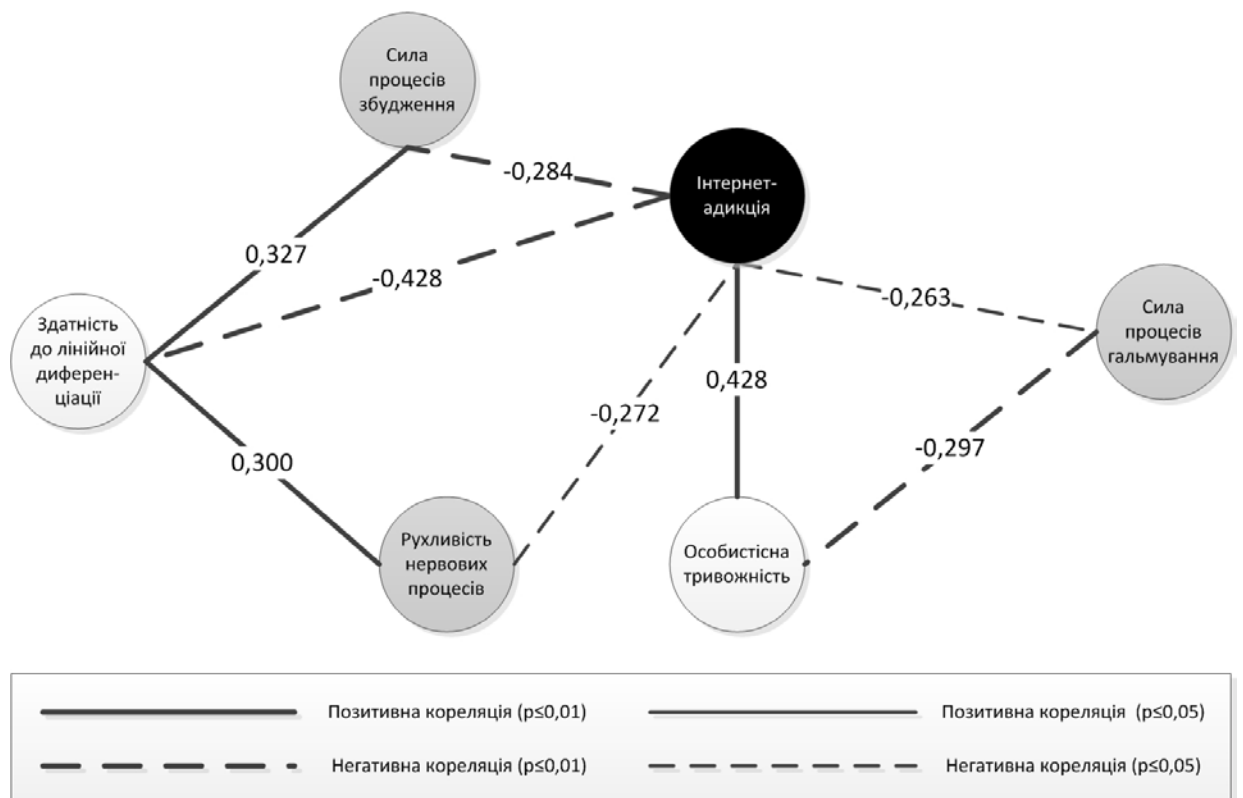 Сила
процесів
збудження
-0,284
Інтернет-
адикція
0,327
-0,428
-0,263
Сила
процесів
гальмування
Здатність
до лінійної
диферен-
ціації
0,428
-0,272
-0,297
0,300
Рухливість
нервових
процесів
Особистісна
тривожність
Позитивна кореляція (p≤0,01)
Позитивна кореляція (p≤0,05)
Негативна кореляція (p≤0,01)
Негативна кореляція (p≤0,05)